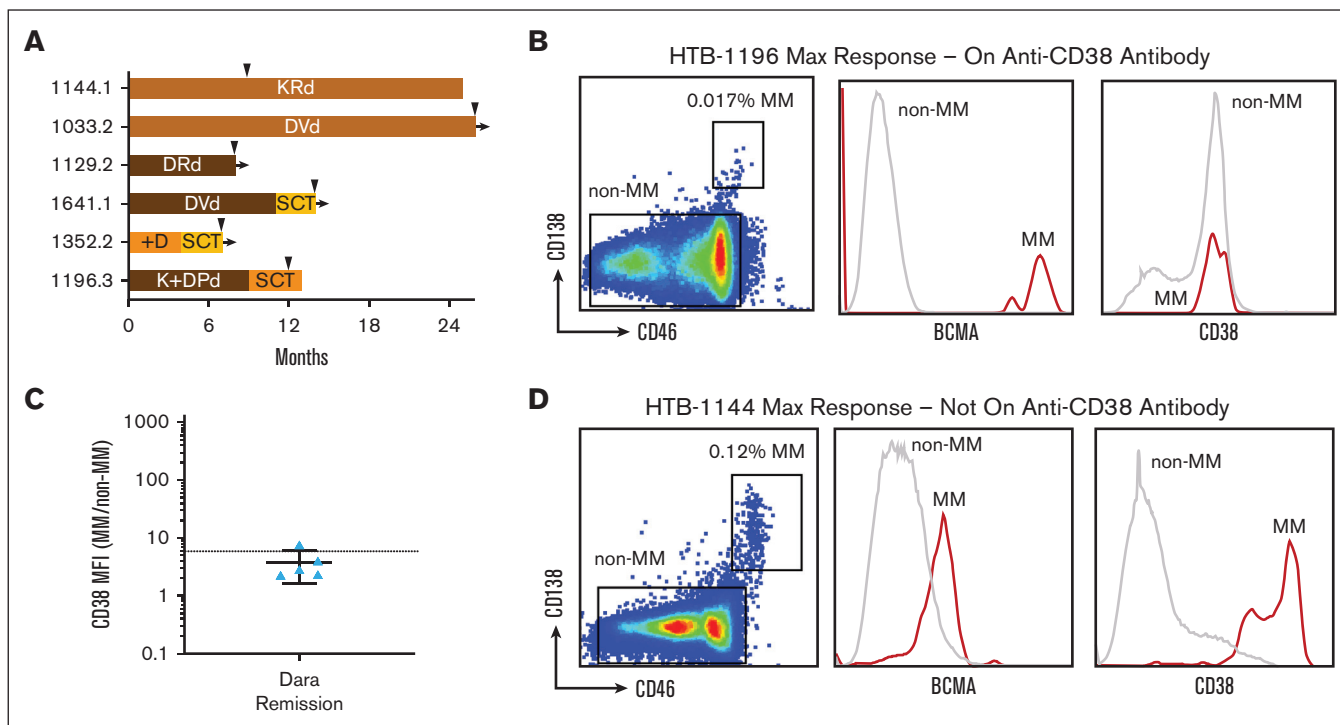 A
1144.1
KRd
1033.2
DVd
1129.2
DRd
1641.1
DVd
SCT
1352.2
+D
SCT
1196.3
K+DPd
SCT
0
6
12
18
24
Months
B
HTB-1196 Max Response – On Anti-CD38 Antibody
0.017% MM
non-MM
CD138
CD46
non-MM
MM
BCMA
non-MM
MM
CD38
C
CD38 MFI (MM/non-MM)
1000
100
10
1
0.1
Dara
Remission
D
HTB-1144 Max Response – Not On Anti-CD38 Antibody
0.12% MM
non-MM
CD138
CD46
non-MM
MM
BCMA
non-MM
MM
CD38